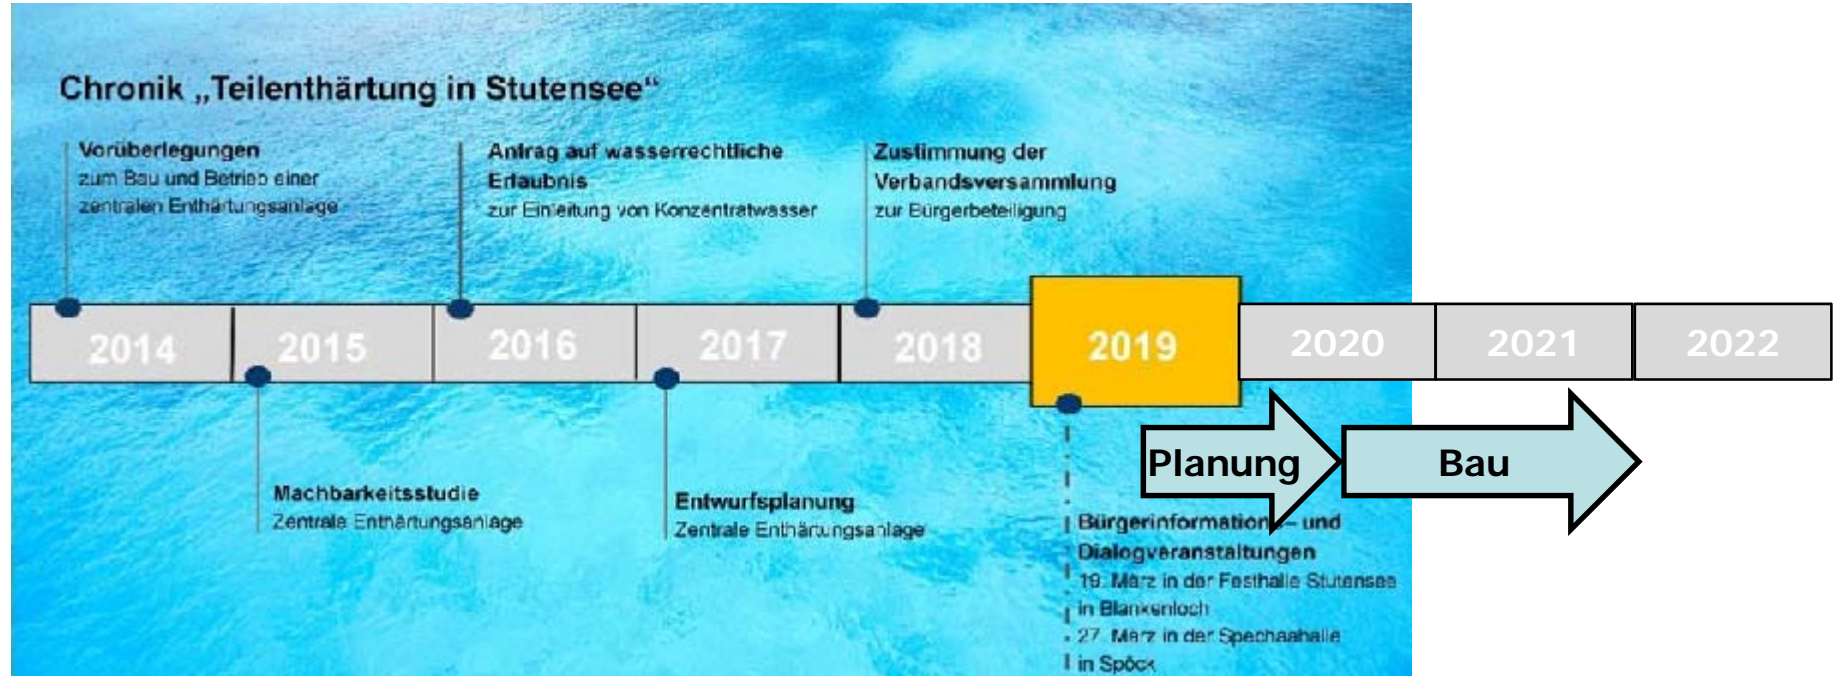 Chronik „Teilenthärtung in Stutensee“
Vorüberlegungen
zum Bau und Betrieb einer
zentralen Enthärtungsanlage
Antrag auf wasserrechtliche
Erlaubnis
zur Einleitung von Konzentratwasser
Zustimmung der
Verbandsversammlung
zur Bürgerbeteiligung
2014
2015
2016
2017
2018
2019
2020
2021
2022
Planung
Bau
Machbarkeitsstudie
Zentrale Enthärtungsanlage
Entwurfsplanung
Zentrale Enthärtungsanlage
Bürgerinformations– und
Dialogveranstaltungen
19. März in der Festhalle Stutensee
in Blankenloch
27. März in der Spechaahalle
in Spöck